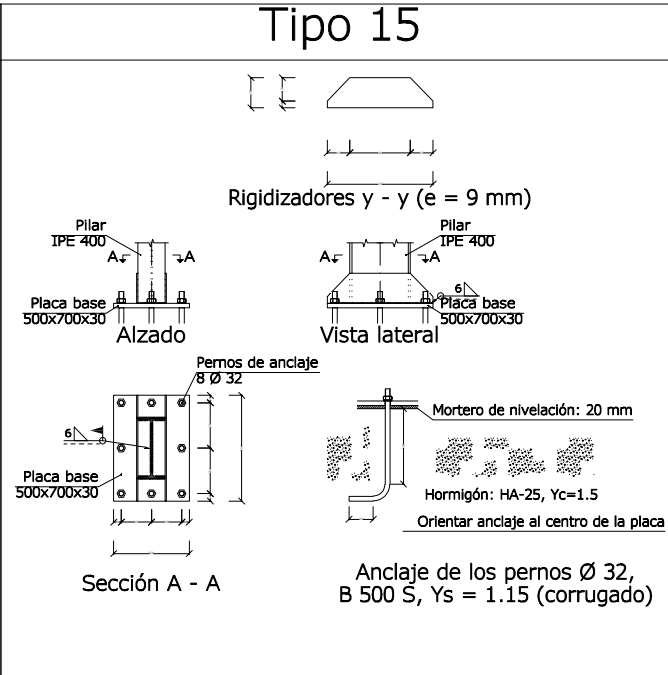 Tipo 15
Rigidizadores y - y (e = 9 mm)
Pilar
IPE 400
A
A
Placa base
500x700x30
Alzado
Pilar
IPE 400
A
A
6
Placa base
500x700x30
Vista lateral
Pernos de anclaje
8 Ø 32
6
Placa base
500x700x30
Sección A - A
Mortero de nivelación: 20 mm
Hormigón: HA-25, Yc=1.5
Orientar anclaje al centro de la placa
Anclaje de los pernos Ø 32,
B 500 S, Ys = 1.15 (corrugado)